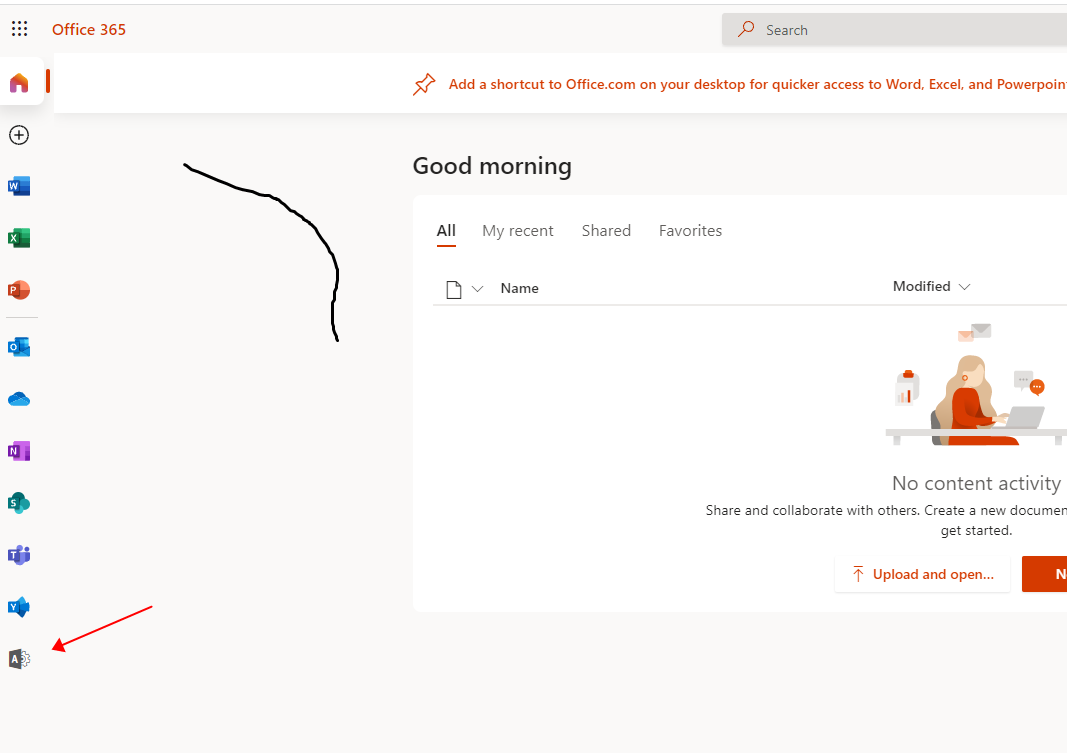 Office 365
Search
Add a shortcut to Office.com on your desktop for quicker access to Word, Excel, and Powerpoin
Good morning
All My recent Shared Favorites
Name Modified
No content activity
Share and collaborate with others. Create a new documen
get started.
Upload and open... N
W
X
P
O
N
S
T
Y
A